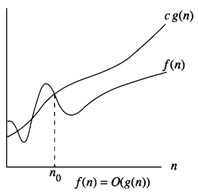 c g(n)
f(n)
n
n₀
f(n) = O(g(n))